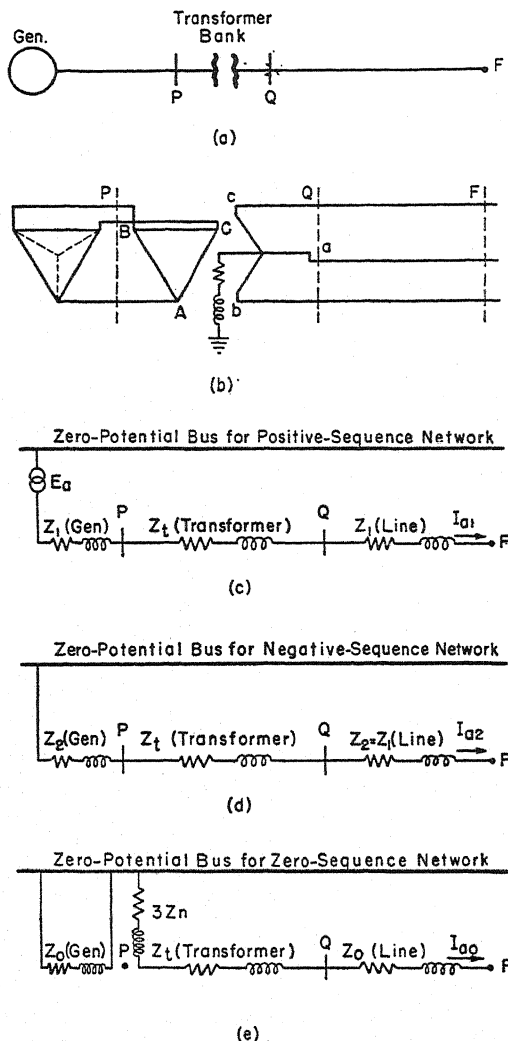 Gen.
Transformer
Bank
P
Q
F
(a)
P
c
Q
F
B
C
a
A
b
(b)
Zero-Potential Bus for Positive-Sequence Network
Ea
Z1 (Gen)
P
Zt (Transformer)
Q
Z1 (Line)
Ia1
F
(c)
Zero-Potential Bus for Negative-Sequence Network
Z2(Gen)
P
Zt (Transformer)
Q
Z2=Z1(Line)
Ia2
F
(d)
Zero-Potential Bus for Zero-Sequence Network
3Zn
Z0(Gen)
P
Zt(Transformer)
Q
Z0 (Line)
Ia0
F
(e)